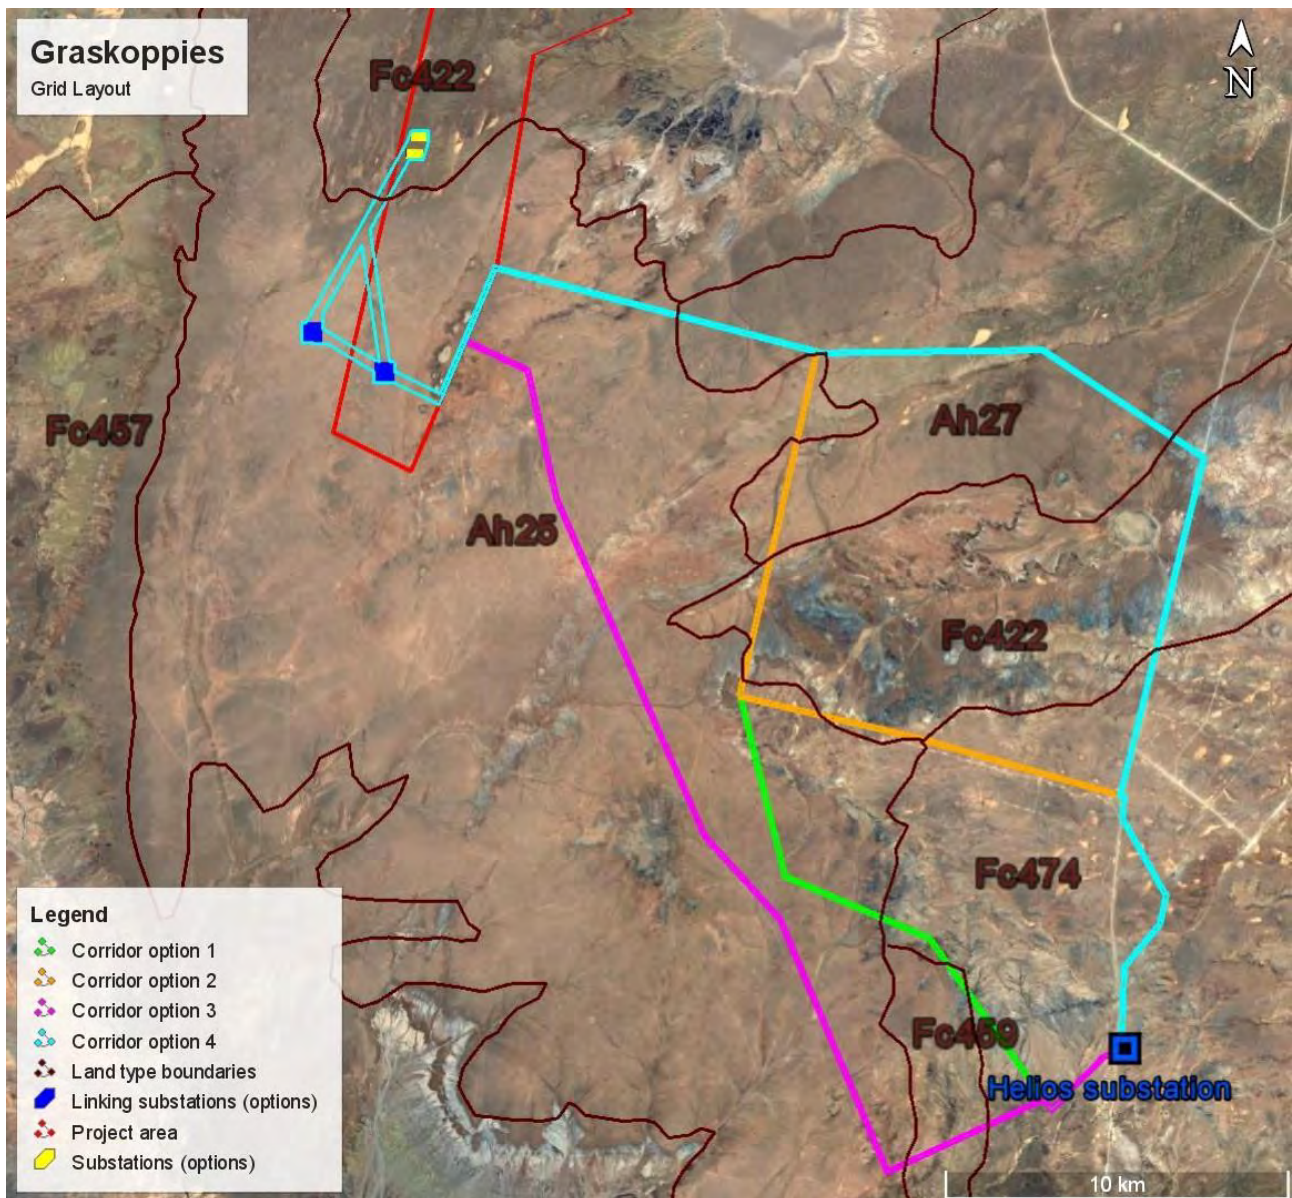 Graskoppies
Grid Layout
Fc422
N
Fc457
Ah27
Ah25
Fc422
Fc474
Fc459
Helios substation
Legend
Corridor option 1
Corridor option 2
Corridor option 3
Corridor option 4
Land type boundaries
Linking substations (options)
Project area
Substations (options)
10 km